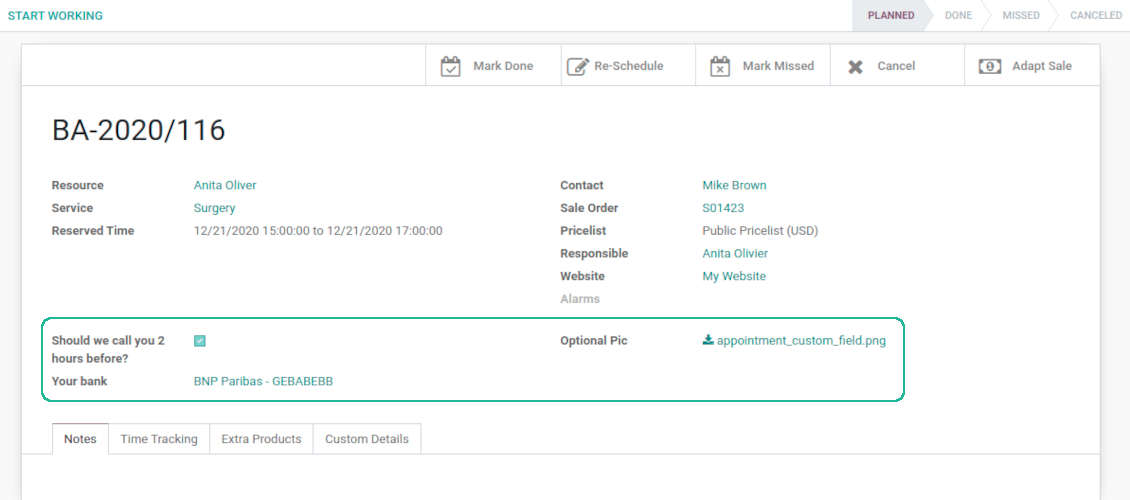 START WORKING
PLANNED
DONE
MISSED
CANCELED
Mark Done
Re-Schedule
Mark Missed
Cancel
Adapt Sale
BA-2020/116
Resource Anita Oliver
Service Surgery
Reserved Time 12/21/2020 15:00:00 to 12/21/2020 17:00:00
Contact Mike Brown
Sale Order S01423
Pricelist Public Pricelist (USD)
Responsible Anita Olivier
Website My Website
Alarms
Should we call you 2
hours before?
Your bank BNP Paribas - GEBABEBB
Optional Pic appointment_custom_field.png
Notes
Time Tracking
Extra Products
Custom Details